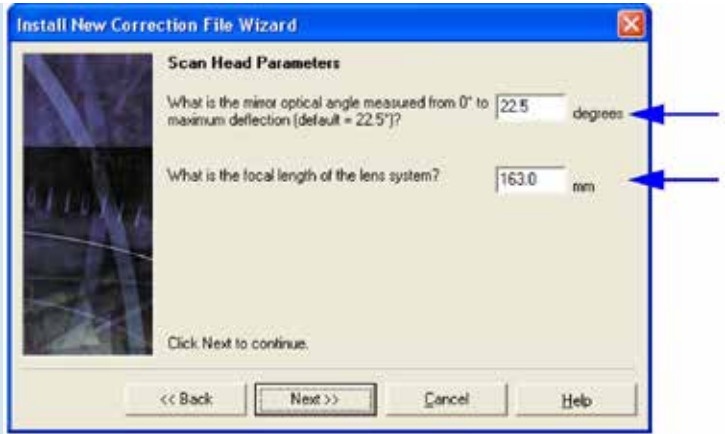 Install New Correction File Wizard
Scan Head Parameters
What is the mirror optical angle measured from 0° to
maximum deflection (default = 22.5°)?
22.5
degrees
What is the focal length of the lens system?
163.0
mm
Click Next to continue.
<< Back
Next >>
Cancel
Help